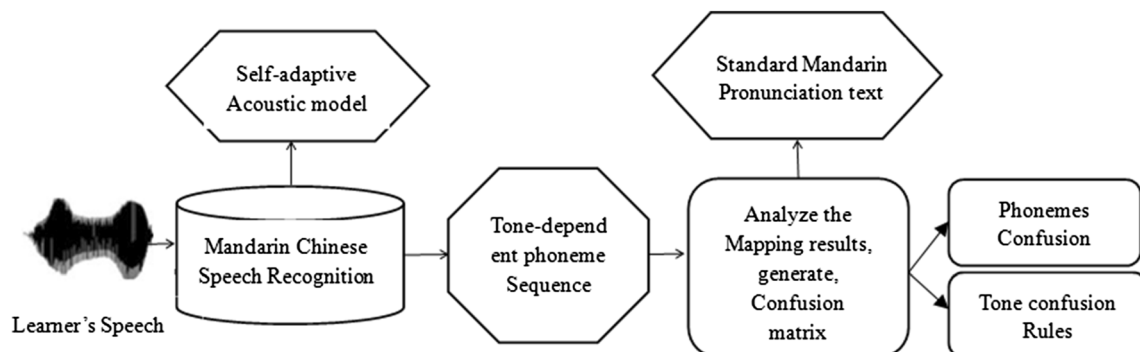 Self-adaptive
Acoustic model
Standard Mandarin
Pronunciation text
Learner's Speech
Mandarin Chinese
Speech Recognition
Tone-depend
ent phoneme
Sequence
Analyze the
Mapping results,
generate,
Confusion
matrix
Phonemes
Confusion
Tone confusion
Rules